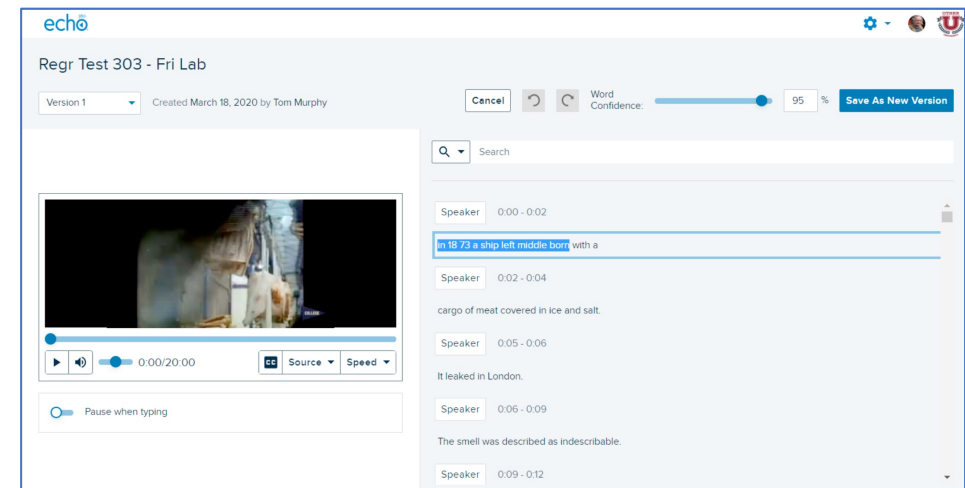 echo
Regr Test 303 - Fri Lab
Version 1
Created March 18, 2020 by Tom Murphy
Cancel
Word
Confidence:
95 %
Save As New Version
Search
Speaker 0:00 - 0:02
in 18 73 a ship left middle born with a
Speaker 0:02 - 0:04
cargo of meat covered in ice and salt.
Speaker 0:05 - 0:06
It leaked in London.
Speaker 0:06 - 0:09
The smell was described as indescribable.
Speaker 0:09 - 0:12
0:00/20:00
CC Source Speed
Pause when typing